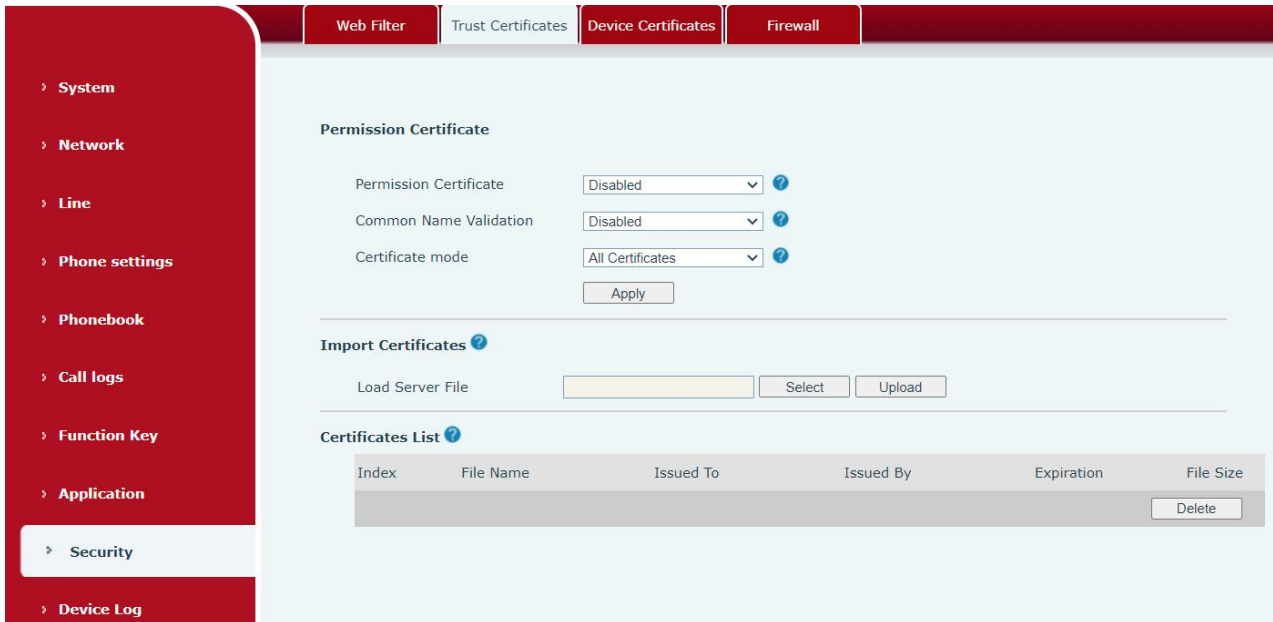 Web Filter Trust Certificates Device Certificates Firewall
System
Network
Line
Phone settings
Phonebook
Call logs
Function Key
Application
Security
Device Log
Permission Certificate
Permission Certificate Disabled ?
Common Name Validation Disabled ?
Certificate mode All Certificates ?
Apply
Import Certificates ?
Load Server File Select Upload
Certificates List ?
Index File Name Issued To Issued By Expiration File Size
Delete